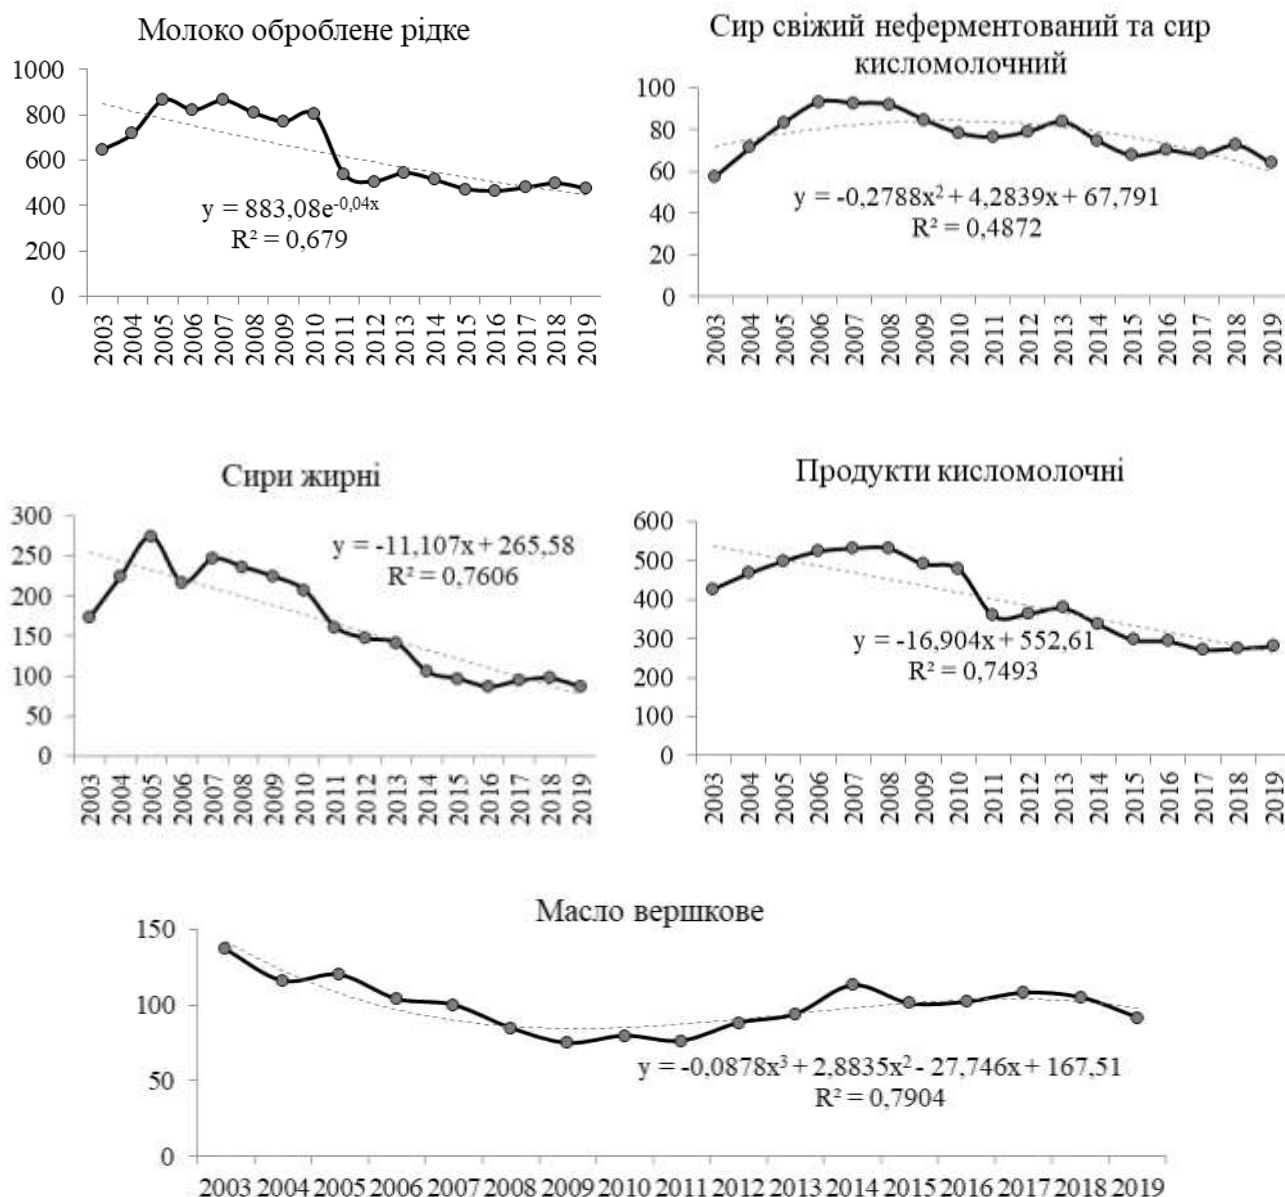 Молоко оброблене рідке
1000
800
600
400
200
0
y = 883,08e^-0,04x
R² = 0,679
2003 2004 2005 2006 2007 2008 2009 2010 2011 2012 2013 2014 2015 2016 2017 2018 2019
Сир свіжий неферментований та сир
кисломолочний
100
80
60
40
20
0
y = -0,2788x² + 4,2839x + 67,791
R² = 0,4872
2003 2004 2005 2006 2007 2008 2009 2010 2011 2012 2013 2014 2015 2016 2017 2018 2019
Сири жирні
300
250
200
150
100
50
0
y = -11,107x + 265,58
R² = 0,7606
2003 2004 2005 2006 2007 2008 2009 2010 2011 2012 2013 2014 2015 2016 2017 2018 2019
Продукти кисломолочні
600
500
400
300
200
100
0
y = -16,904x + 552,61
R² = 0,7493
2003 2004 2005 2006 2007 2008 2009 2010 2011 2012 2013 2014 2015 2016 2017 2018 2019
Масло вершкове
150
100
50
0
y = -0,0878x³ + 2,8835x² - 27,746x + 167,51
R² = 0,7904
2003 2004 2005 2006 2007 2008 2009 2010 2011 2012 2013 2014 2015 2016 2017 2018 2019